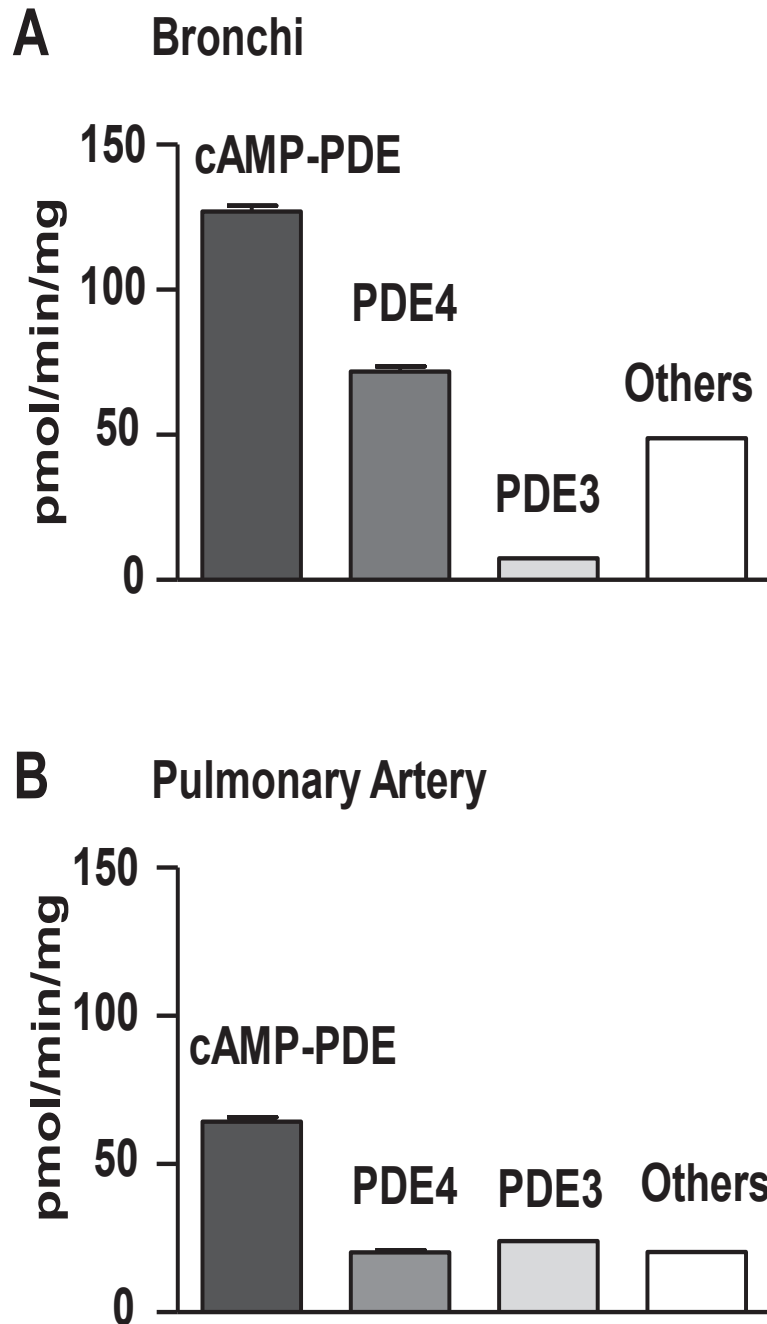 A Bronchi
150
cAMP-PDE
100
PDE4
Others
50
PDE3
0
pmol/min/mg
B Pulmonary Artery
150
100
cAMP-PDE
50
PDE4 PDE3 Others
0
pmol/min/mg